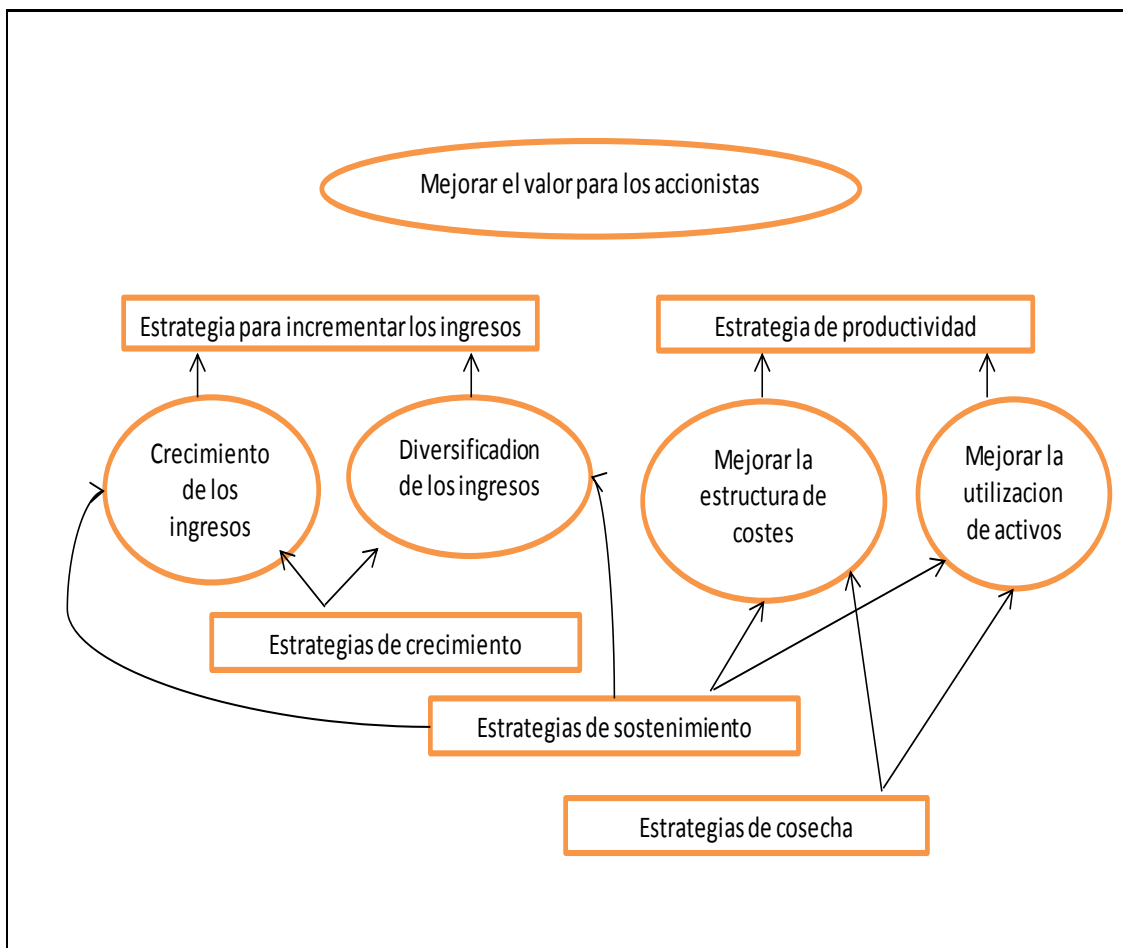 Mejorar el valor para los accionistas
Estrategia para incrementar los ingresos
Estrategia de productividad
Crecimiento
de los
ingresos
Diversificadion
de los ingresos
Mejorar la
estructura de
costes
Mejorar la
utilizacion
de activos
Estrategias de crecimiento
Estrategias de sostenimiento
Estrategias de cosecha